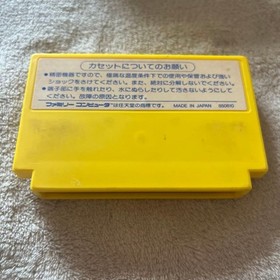 カセットについてのお願い
●精密機器ですので、極端な温度条件下での使用や保管および強い
ショックをさけてください。また、絶対に分解しないでください。
●端子部に手を触れたり、水にぬらしたりして汚さないようにして
ください。故障の原因となります。
ファミリー コンピュータは任天堂の商標です。 MADE IN JAPAN